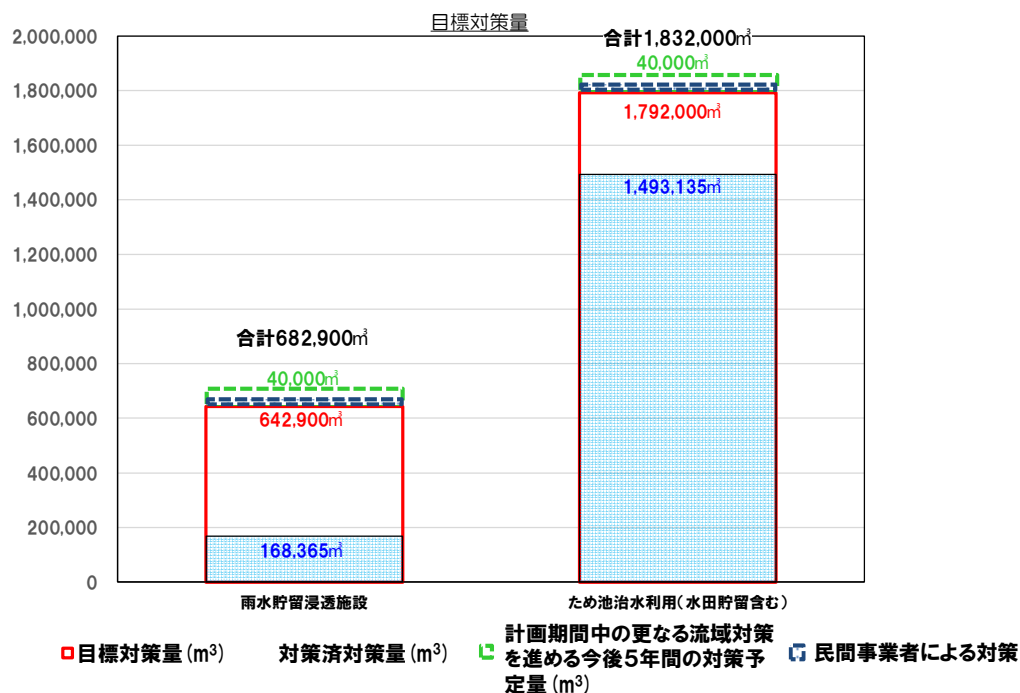 目標対策量
2,000,000
1,800,000
1,600,000
1,400,000
1,200,000
1,000,000
800,000
600,000
400,000
200,000
0
合計1,832,000㎥
40,000㎥
1,792,000㎥
1,493,135㎥
合計682,900㎥
40,000㎥
642,900㎥
168,365㎥
雨水貯留浸透施設
ため池治水利用(水田貯留含む)
目標対策量(m³)
対策済対策量(m³)
計画期間中の更なる流域対策
を進める今後5年間の対策予
定量(m³)
民間事業者による対策